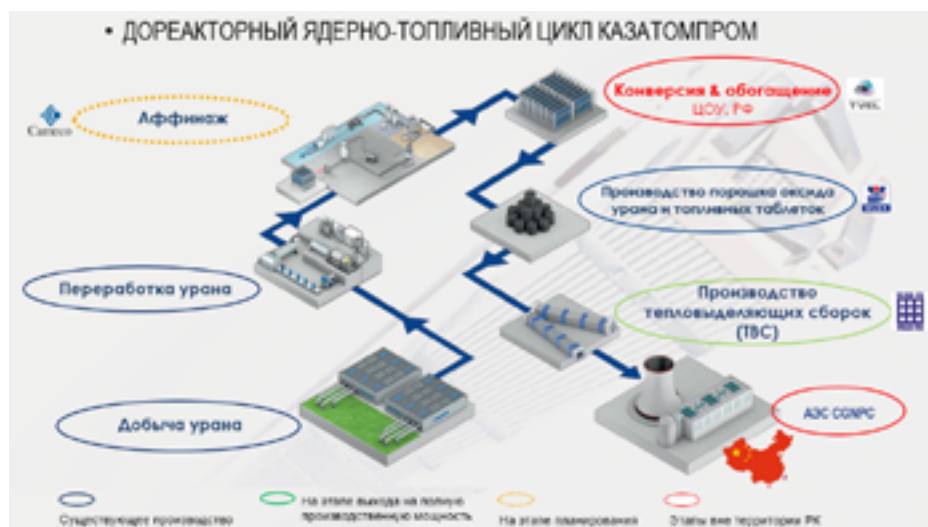 • ДОРЕАКТОРНЫЙ ЯДЕРНО-ТОПЛИВНЫЙ ЦИКЛ КАЗАТОМПРОМ
Cameco
Аффинаж
Конверсия & обогащение
ЦОУ, РФ
TVEL
Производство порошка оксида
урана и топливных таблеток
Переработка урана
Производство
тепловыделяющих сборок
(ТВС)
Добыча урана
АЭС CGNPC
Существующее производство
На этапе выхода на полную
производственную мощность
На этапе планирования
Этапы вне территории РК